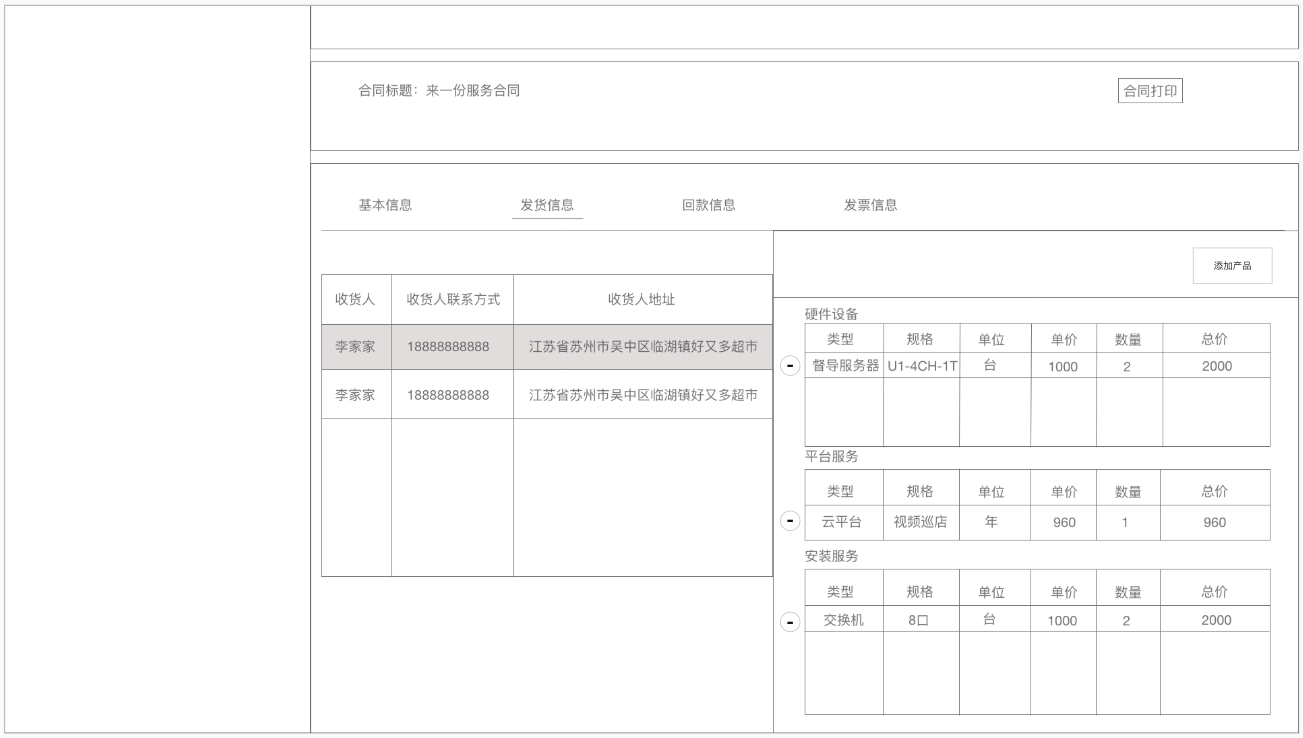 合同标题：来一份服务合同
合同打印
基本信息 发货信息 回款信息 发票信息
添加产品
收货人 收货人联系方式 收货人地址
李家家 18888888888 江苏省苏州市吴中区临湖镇好又多超市
李家家 18888888888 江苏省苏州市吴中区临湖镇好又多超市
硬件设备
类型 规格 单位 单价 数量 总价
- 督导服务器 U1-4CH-1T 台 1000 2 2000
平台服务
类型 规格 单位 单价 数量 总价
- 云平台 视频巡店 年 960 1 960
安装服务
类型 规格 单位 单价 数量 总价
- 交换机 8口 台 1000 2 2000